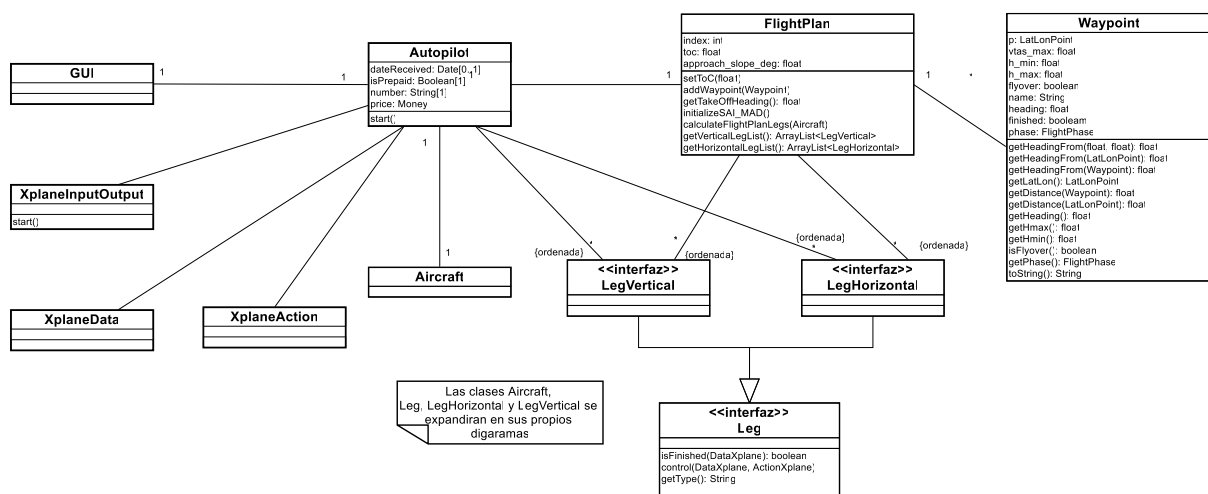 GUI
1
1
Autopilot
dateReceived: Date[0..1]
isPrepaid: Boolean[1]
number: String[1]
price: Money
start()
1
1
1
FlightPlan
index: int
toc: float
approach_slope_deg: float
setToC(float)
addWaypoint(Waypoint)
getTakeOffHeading(): float
initializeSAI_MAD()
calculateFlightPlanLegs(Aircraft)
getVerticalLegList(): ArrayList<LegVertical>
getHorizontalLegList(): ArrayList<LegHorizontal>
1
*
Waypoint
p: LatLonPoint
vtas_max: float
h_min: float
h_max: float
flyover: boolean
name: String
heading: float
finished: boolean
phase: FlightPhase
getHeadingFrom(float, float): float
getHeadingFrom(LatLonPoint): float
getHeadingFrom(Waypoint): float
getLatLon(): LatLonPoint
getDistance(Waypoint): float
getDistance(LatLonPoint): float
getHeading(): float
getHmax(): float
getHmin(): float
isFlyover(): boolean
getPhase(): FlightPhase
toString(): String
XplaneInputOutput
start()
XplaneData
XplaneAction
1
Aircraft
{ordenada}
*
*
{ordenada}
{ordenada}
*
*
{ordenada}
<<interfaz>>
LegVertical
<<interfaz>>
LegHorizontal
Las clases Aircraft,
Leg, LegHorizontal y LegVertical se
expandiran en sus propios
digaramas
<<interfaz>>
Leg
isFinished(DataXplane): boolean
control(DataXplane, ActionXplane)
getType(): String